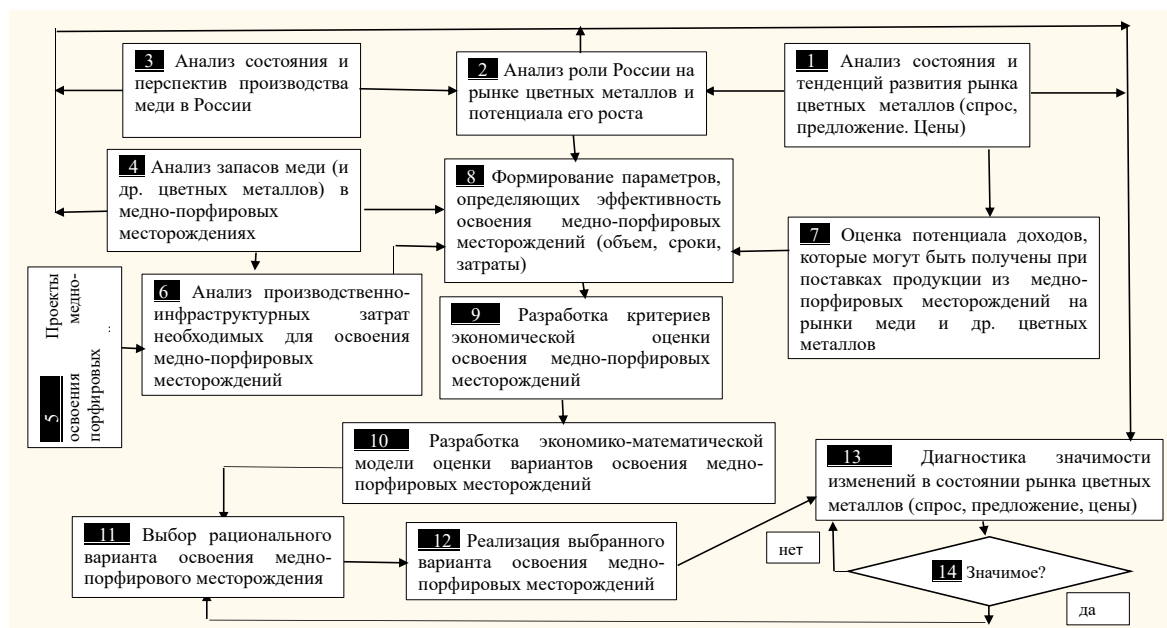 3 Анализ состояния и
перспектив производства
меди в России
2 Анализ роли России на
рынке цветных металлов и
потенциала его роста
1 Анализ состояния и
тенденций развития рынка
цветных металлов (спрос,
предложение. Цены)
4 Анализ запасов меди (и
др. цветных металлов) в
медно-порфировых
месторождениях
8 Формирование параметров,
определяющих эффективность
освоения медно-порфировых
месторождений (объем, сроки,
затраты)
7 Оценка потенциала доходов,
которые могут быть получены при
поставках продукции из медно-
порфировых месторождений на
рынки меди и др. цветных
металлов
5 Проекты
освоения медно-
порфировых
6 Анализ производственно-
инфраструктурных затрат
необходимых для освоения
медно-порфировых
месторождений
9 Разработка критериев
экономической оценки
освоения медно-порфировых
месторождений
10 Разработка экономико-математической
модели оценки вариантов освоения медно-
порфировых месторождений
13 Диагностика значимости
изменений в состоянии рынка цветных
металлов (спрос, предложение, цены)
11 Выбор рационального
варианта освоения медно-
порфирового месторождения
12 Реализация выбранного
варианта освоения медно-
порфировых месторождений
нет
14 Значимое?
да